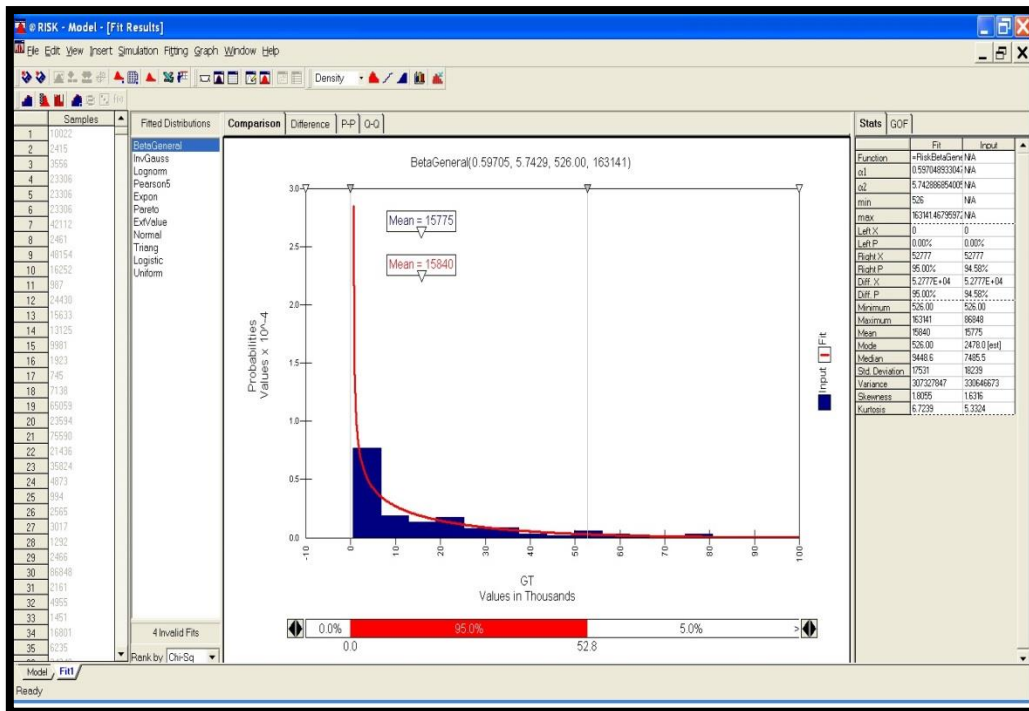 @RISK - Model - [Fit Results]
File Edit View Insert Simulation Fitting Graph Window Help
Density
Samples
1 10022
2 2415
3 3556
4 23306
5 23306
6 23306
7 42112
8 2461
9 48154
10 16252
11 987
12 24430
13 15633
14 13125
15 9981
16 1923
17 745
18 7138
19 65059
20 23594
21 75590
22 21436
23 35824
24 4873
25 994
26 2565
27 3017
28 1292
29 2466
30 86848
31 2161
32 4955
33 1451
34 16801
35 6235
Fitted Distributions
BetaGeneral
InvGauss
Lognorm
Pearson5
Expon
Pareto
ExtValue
Normal
Triang
Logistic
Uniform
4 Invalid Fits
Rank by Chi-Sq
Comparison Difference P-P Q-Q
BetaGeneral(0.59705, 5.7429, 526.00, 163141)
Mean = 15775
Mean = 15840
Probabilities
Values x 10^-4
3.0
2.5
2.0
1.5
1.0
0.5
0.0
-10 0 10 20 30 40 50 60 70 80 90 100
GT
Values in Thousands
Input Fit
0.0% 95.0% 5.0% >
0.0 52.8
Stats GOF
Fit Input
Function =RiskBetaGene N/A
α1 0.597048933047 N/A
α2 5.742886854005 N/A
min 526 N/A
max 163141.4679597 N/A
Left X 0 0
Left P 0.00% 0.00%
Right X 52777 52777
Right P 95.00% 94.58%
Diff. X 5.2777E+04 5.2777E+04
Diff. P 95.00% 94.58%
Minimum 526.00 526.00
Maximum 163141 86848
Mean 15840 15775
Mode 526.00 2478.0 [est]
Median 9448.6 7485.5
Std. Deviation 17531 18239
Variance 307327847 330646673
Skewness 1.8055 1.6316
Kurtosis 6.7239 5.3324
Model Fit1
Ready